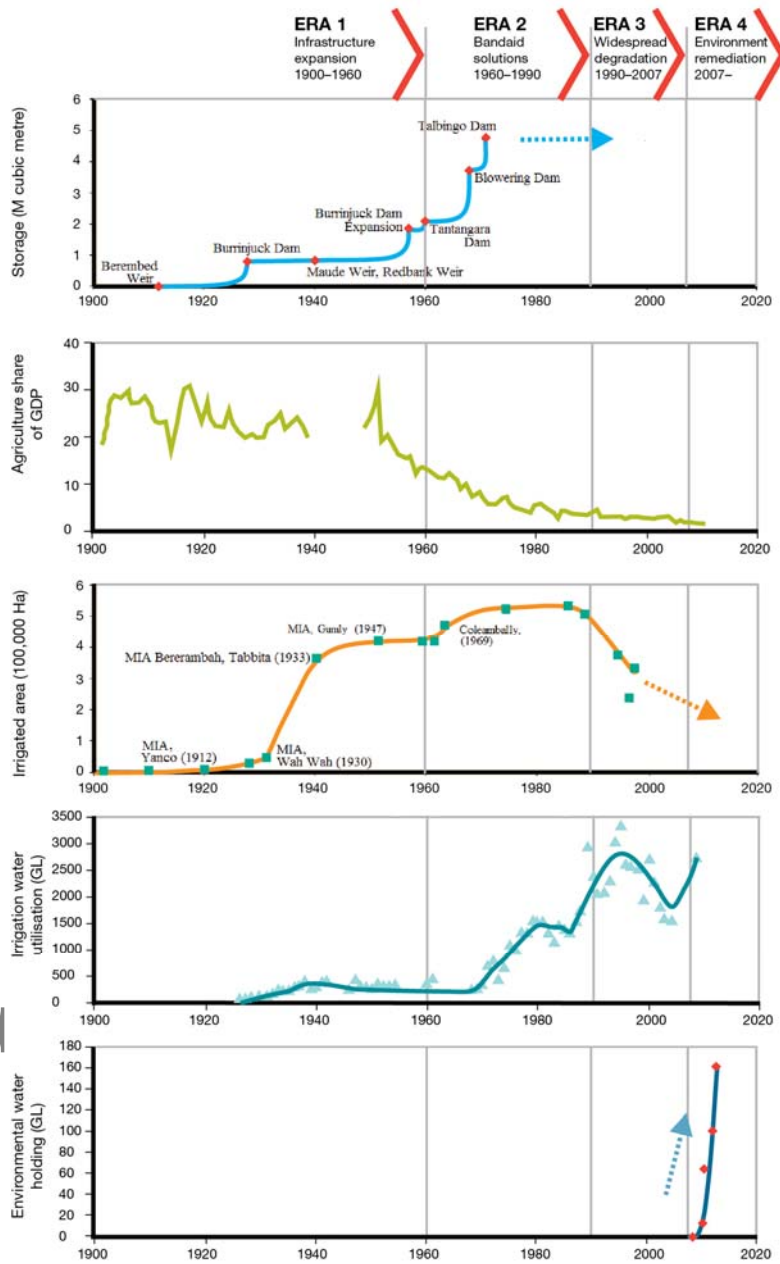 ERA 1
Infrastructure
expansion
1900–1960
ERA 2
Bandaid
solutions
1960–1990
ERA 3
Widespread
degradation
1990–2007
ERA 4
Environment
remediation
2007–
Storage (M cubic metre)
6
5
4
3
2
1
0
Talbingo Dam
Blowering Dam
Burrinjuck Dam
Expansion
Tantangara
Dam
Burrinjuck Dam
Maude Weir, Redbank Weir
Berembed
Weir
1900
1920
1940
1960
1980
2000
2020
Agriculture share
of GDP
40
30
20
10
0
1900
1920
1940
1960
1980
2000
2020
Irrigated area (100,000 Ha)
6
5
4
3
2
1
0
MIA, Gumly (1947)
Coleambally,
(1969)
MIA Bererambah, Tabbita (1933)
MIA,
Yanco (1912)
MIA,
Wah Wah (1930)
1900
1920
1940
1960
1980
2000
2020
Irrigation water
utilisation (GL)
3500
3000
2500
2000
1500
1000
500
0
1900
1920
1940
1960
1980
2000
2020
Environmental water
holding (GL)
180
160
140
120
100
80
60
40
20
0
1900
1920
1940
1960
1980
2000
2020